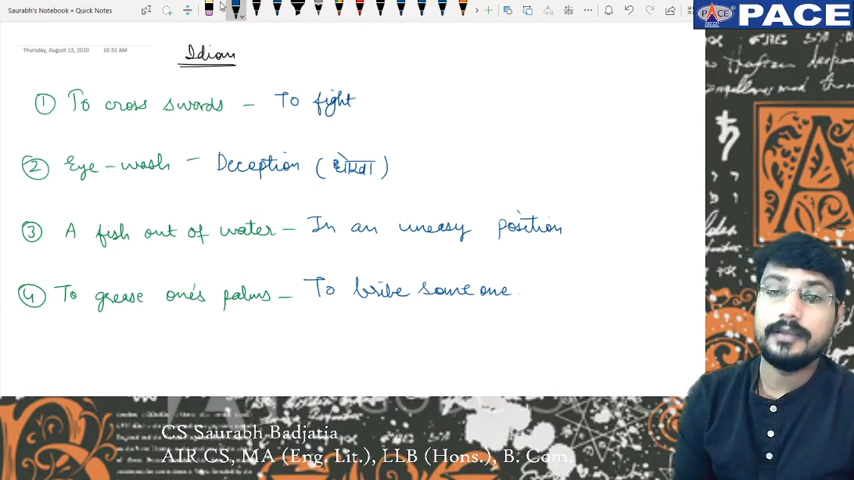 Saurabh's Notebook » Quick Notes
PACE
PACE
Thursday, August 13, 2020 10:31 AM
Idiom
① To cross swords - To fight
② Eye-wash - Deception (धोखा)
③ A fish out of water - In an uneasy position
④ To grease one's palms - To bribe someone
CS Saurabh Badjatia
AIR CS, MA (Eng. Lit.), LLB (Hons.), B. Com.